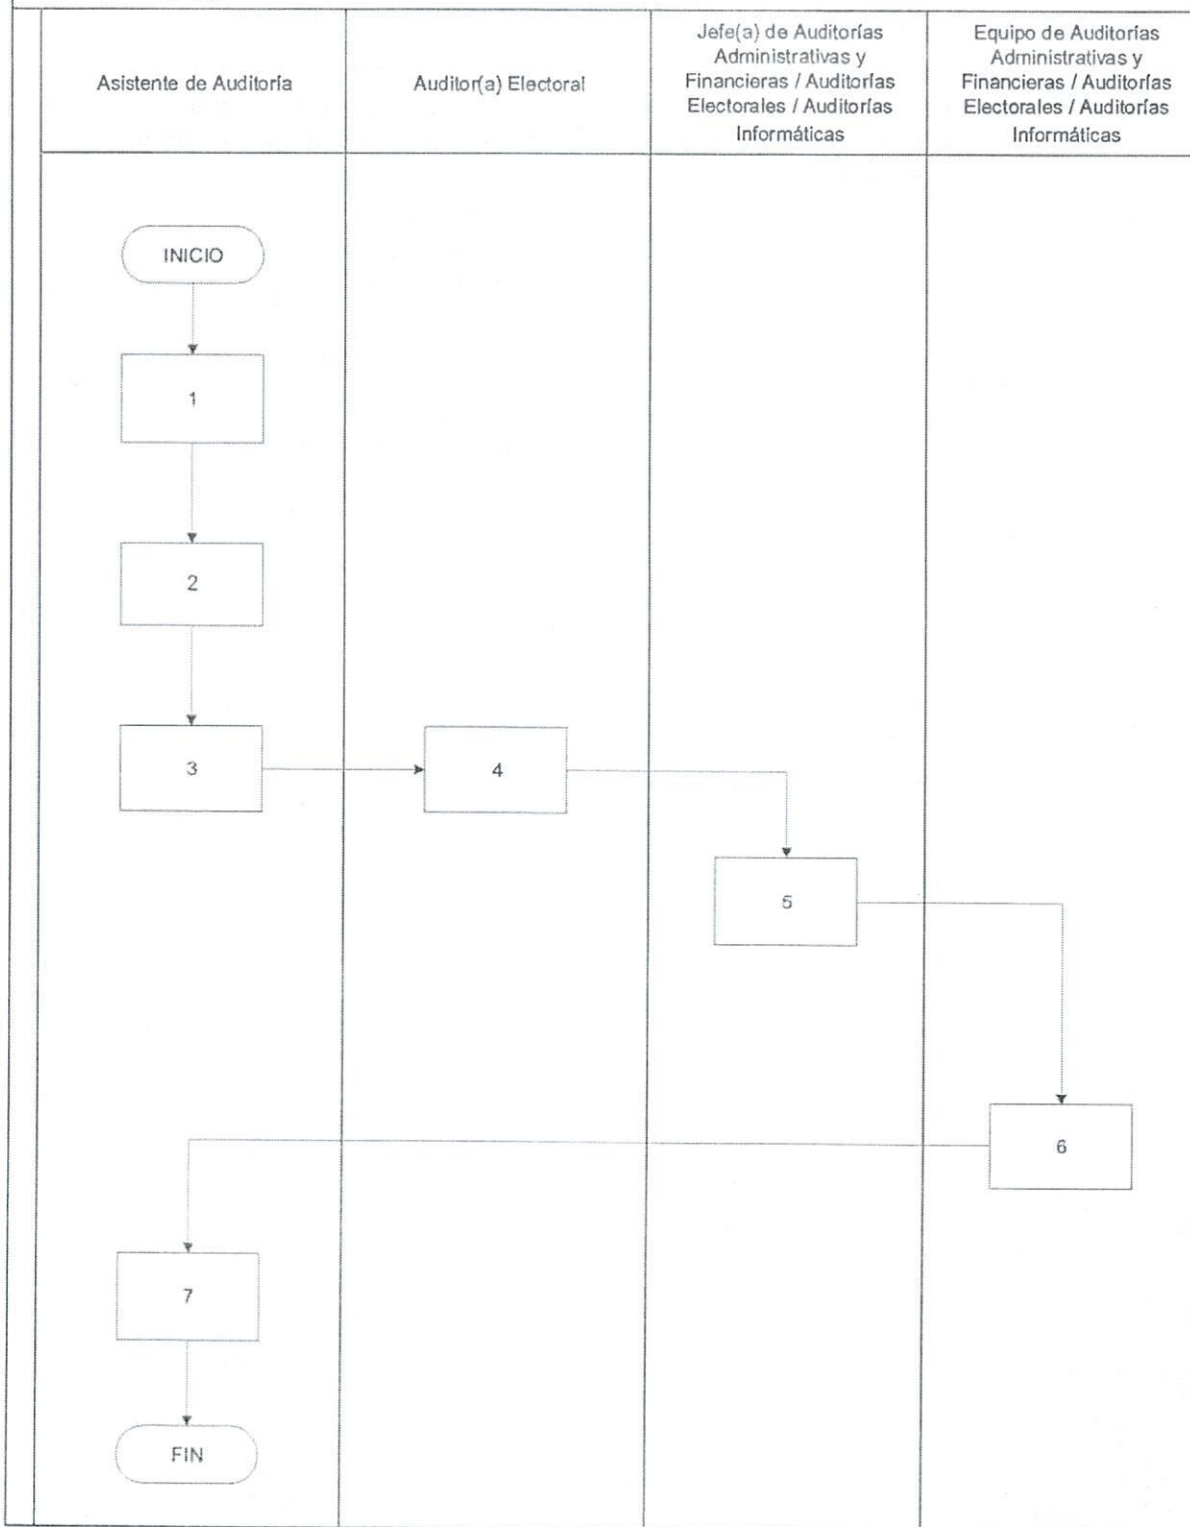 Asistente de Auditoría
Auditor(a) Electoral
Jefe(a) de Auditorías
Administrativas y
Financieras / Auditorías
Electorales / Auditorías
Informáticas
Equipo de Auditorías
Administrativas y
Financieras / Auditorías
Electorales / Auditorías
Informáticas
INICIO
1
2
3
4
5
6
7
FIN